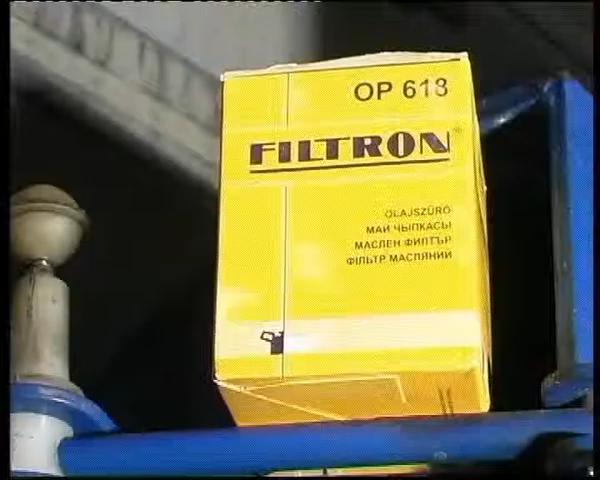 OP 618
FILTRON
OLAJSZŰRŐ
МАЙ ЧЫПКАСЫ
МАСЛЕН ФИЛТЪР
ФІЛЬТР МАСЛЯНИЙ